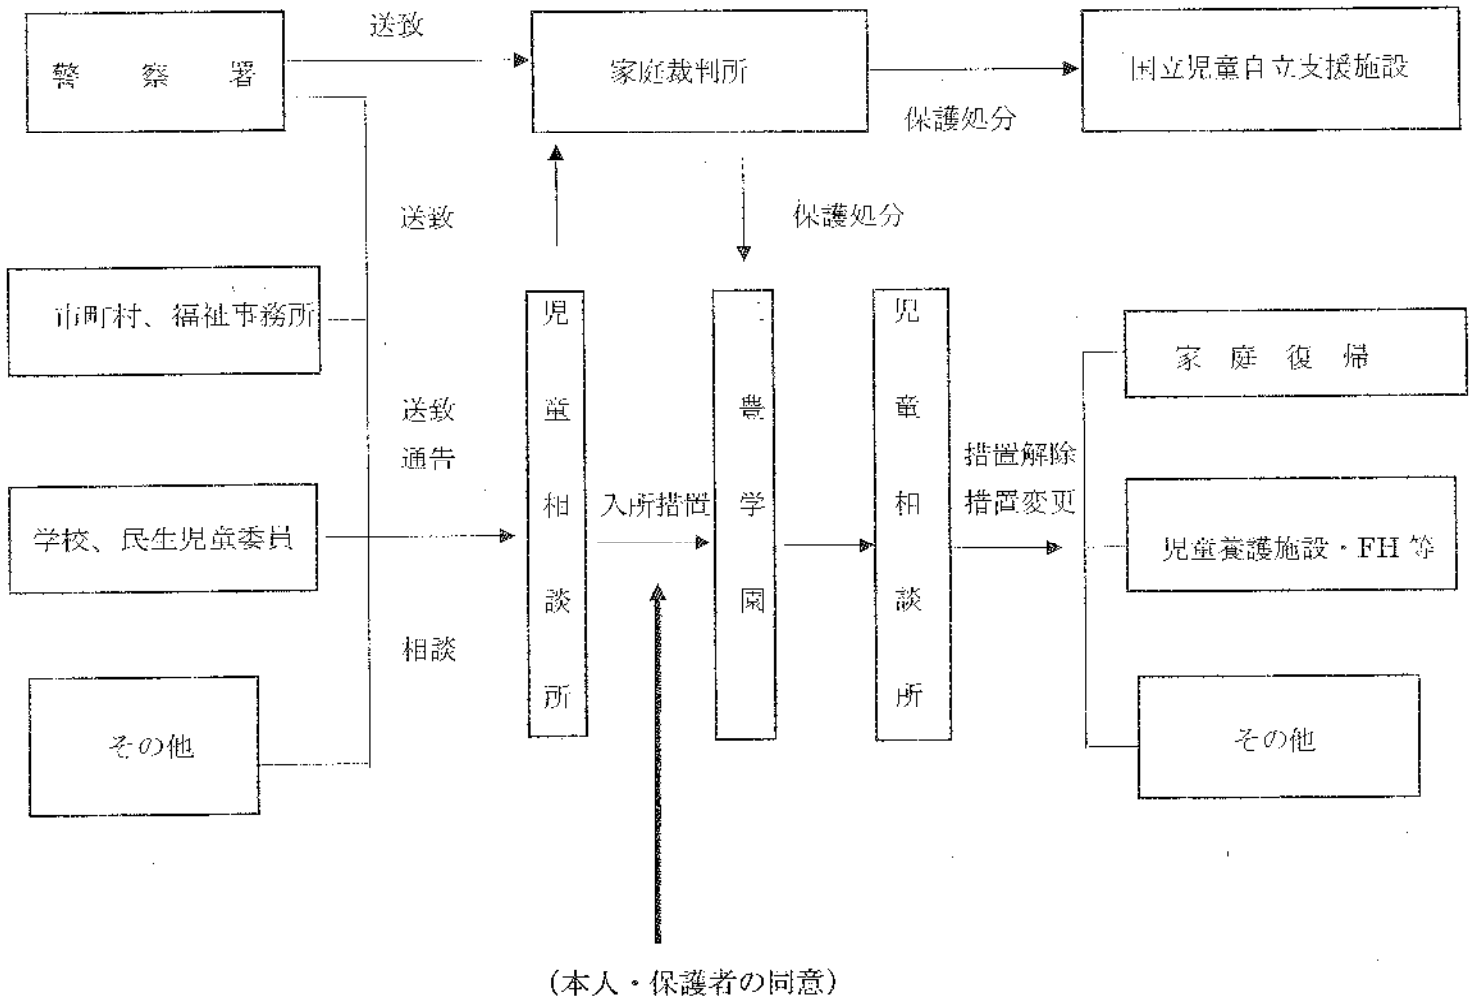 送致
警察署
家庭裁判所
国立児童自立支援施設
保護処分
送致
保護処分
市町村、福祉事務所
児童相談所
豊学園
児童相談所
家庭復帰
送致
通告
措置解除
措置変更
入所措置
学校、民生児童委員
児童養護施設・FH 等
相談
その他
その他
(本人・保護者の同意)